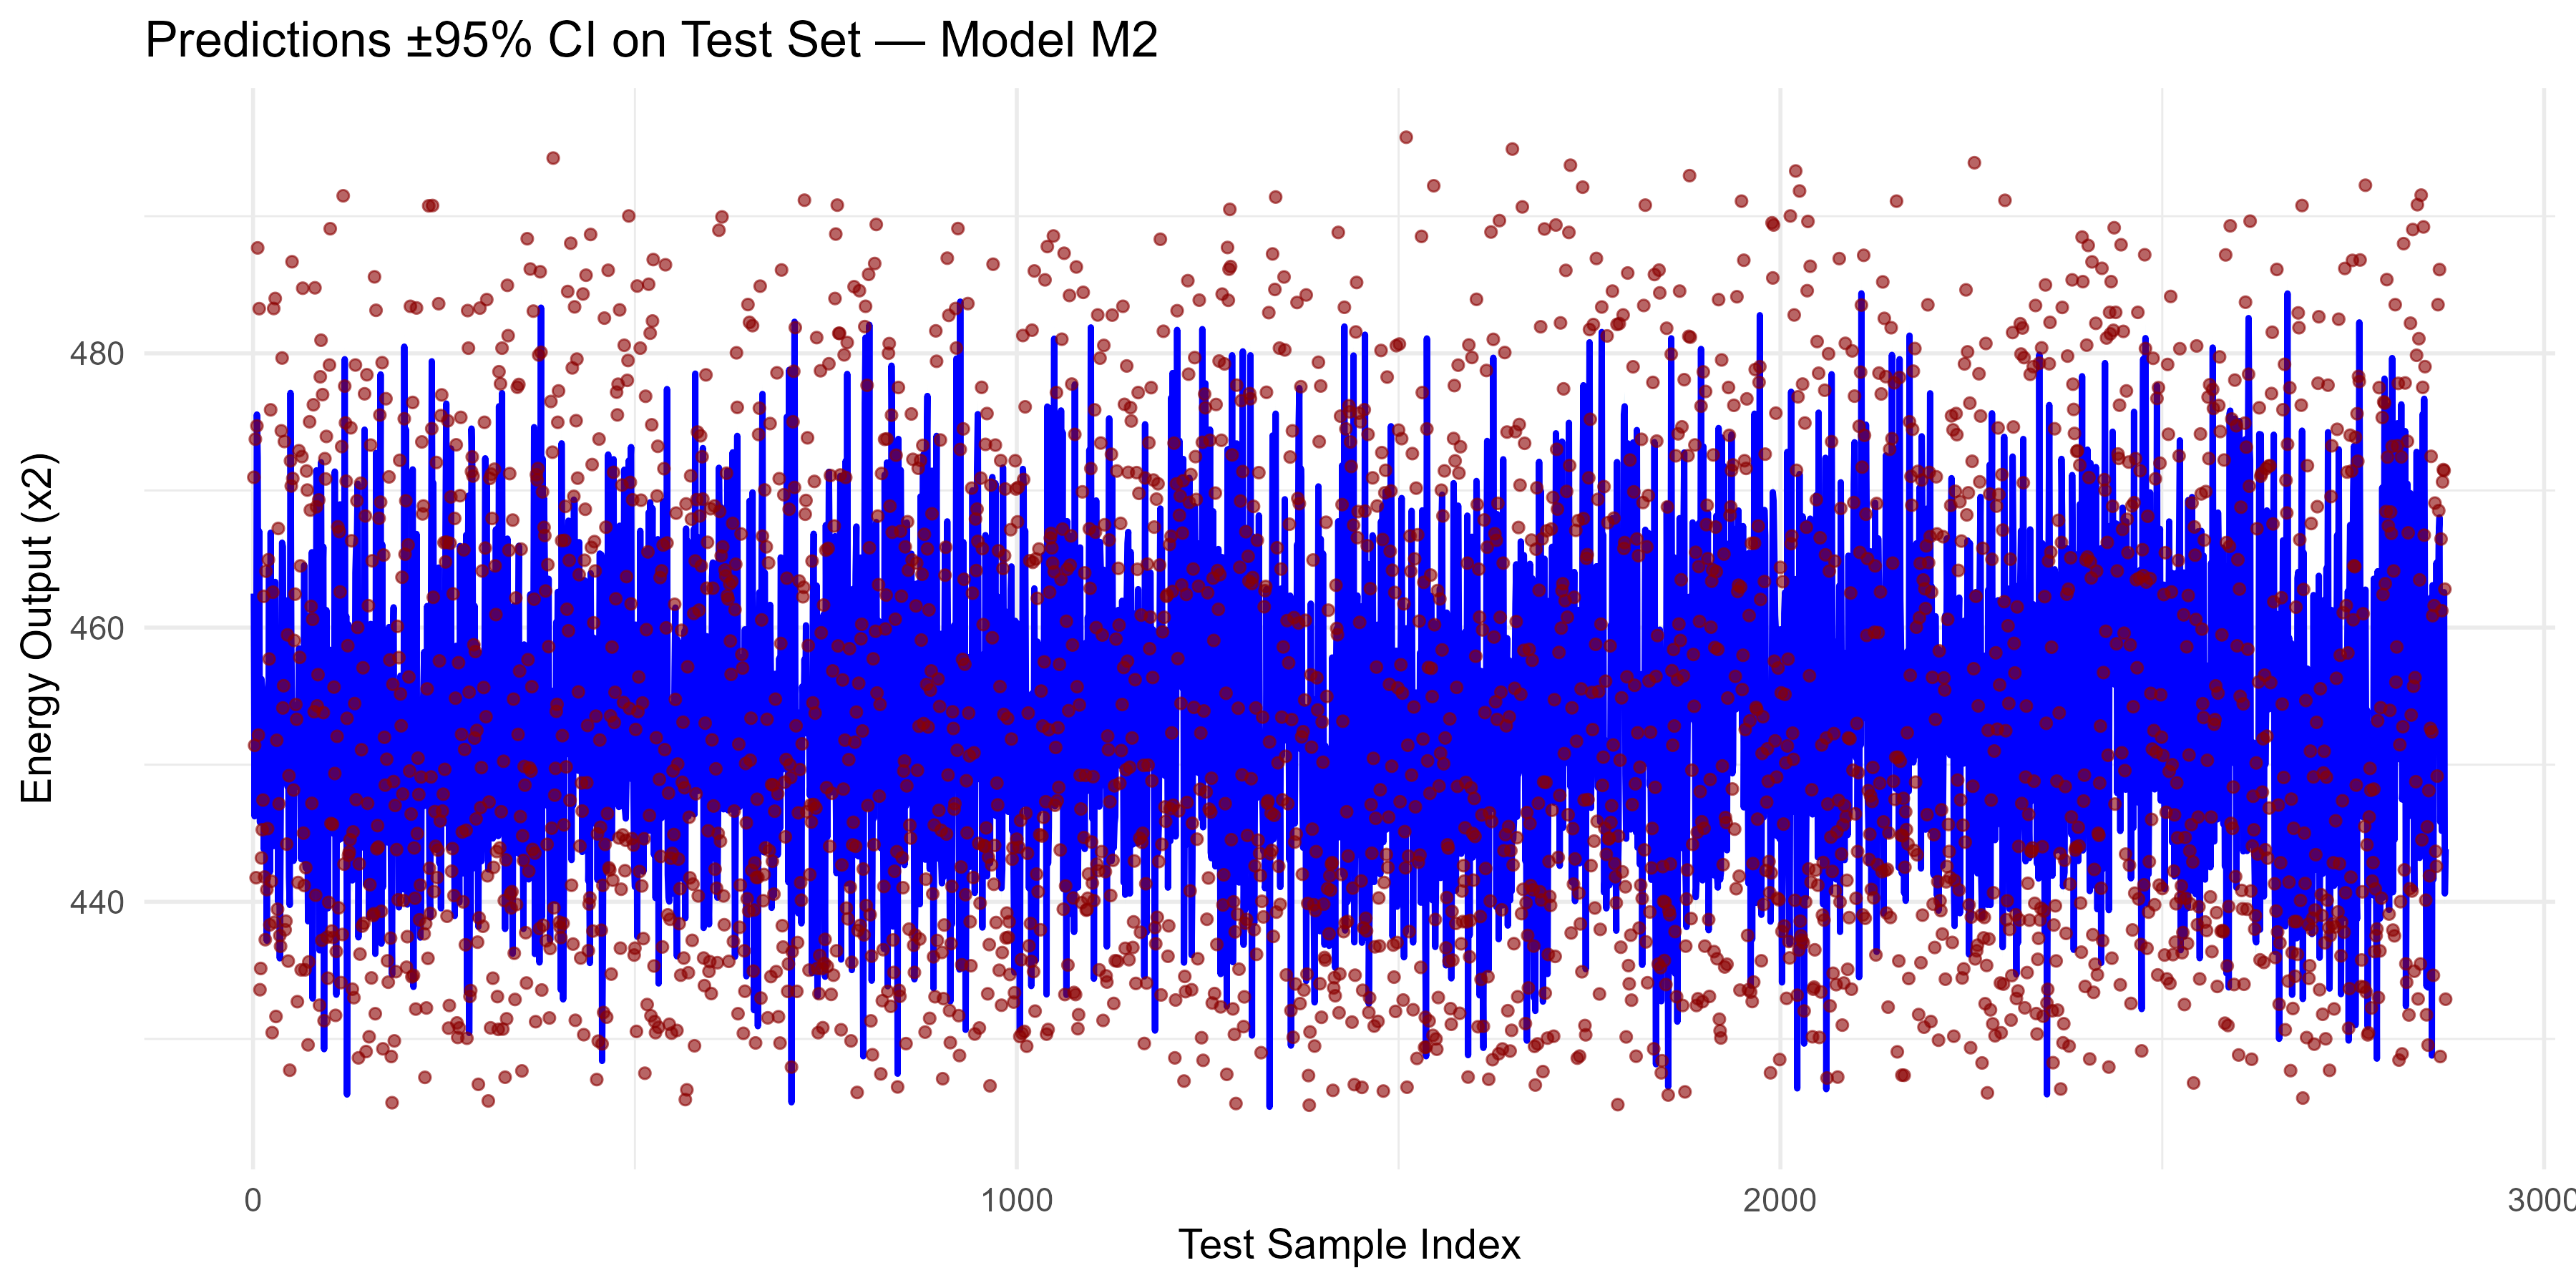 Predictions ±95% CI on Test Set — Model M2
Energy Output (x2)
480
460
440
0
1000
2000
3000
Test Sample Index